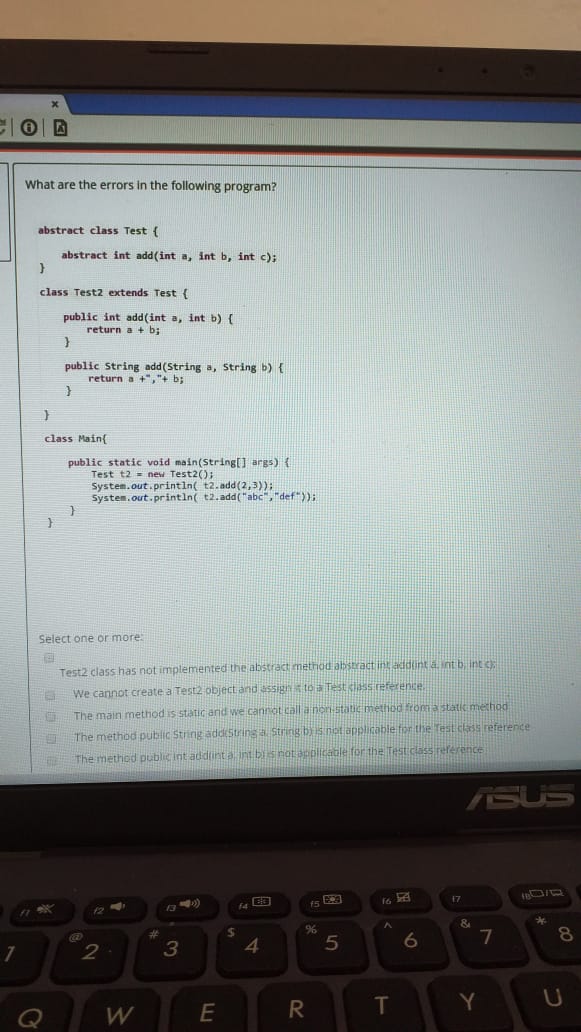 x
What are the errors in the following program?
abstract class Test {
abstract int add(int a, int b, int c);
}
class Test2 extends Test {
public int add(int a, int b) {
return a + b;
}
public String add(String a, String b) {
return a +","+ b;
}
}
class Main{
public static void main(String[] args) {
Test t2 = new Test2();
System.out.println( t2.add(2,3));
System.out.println( t2.add("abc","def"));
}
}
Select one or more:
Test2 class has not implemented the abstract method abstract int add(int a, int b, int c);
We cannot create a Test2 object and assign it to a Test class reference.
The main method is static and we cannot call a non-static method from a static method
The method public String add(String a, String b) is not applicable for the Test class reference
The method public int add(int a, int b) is not applicable for the Test class reference
ASUS
f1 f2 f3 f4 f5 f6 f7 f8
@ # $ % ^ & *
1 2 3 4 5 6 7 8
Q W E R T Y U